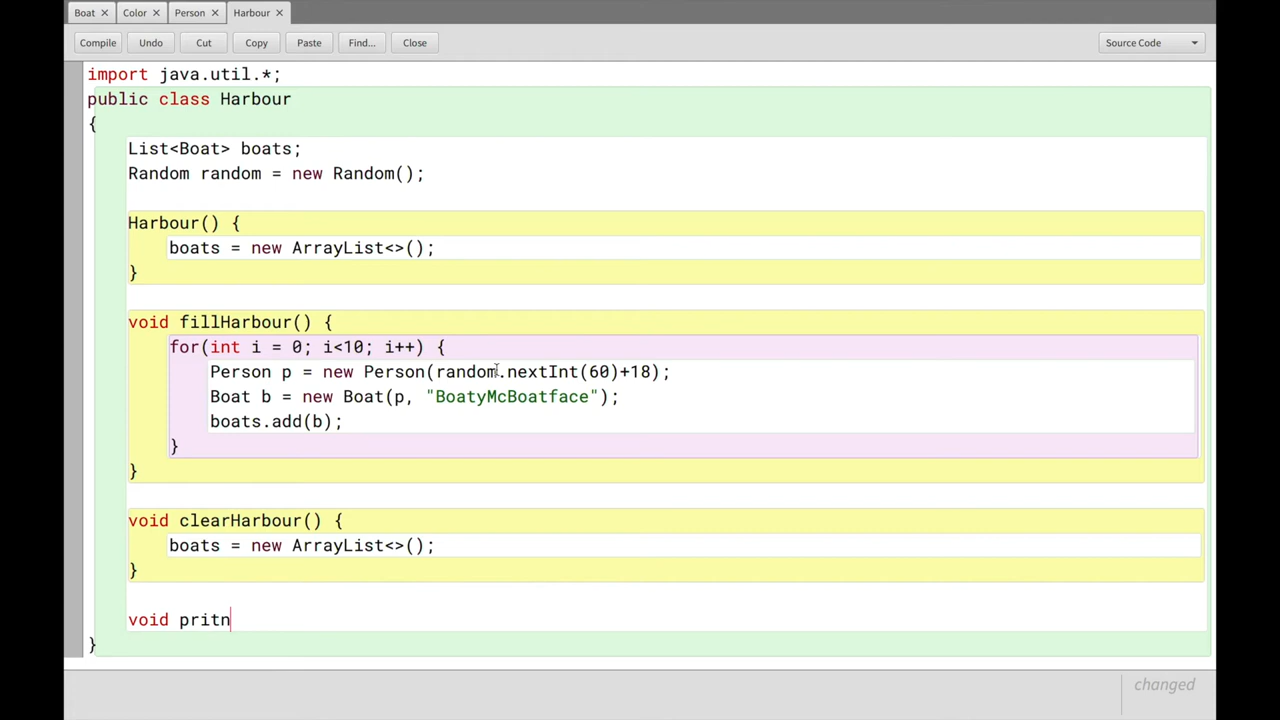 Boat × Color × Person × Harbour ×
Compile Undo Cut Copy Paste Find... Close Source Code
import java.util.*;
public class Harbour
{
List<Boat> boats;
Random random = new Random();
Harbour() {
boats = new ArrayList<>();
}
void fillHarbour() {
for(int i = 0; i<10; i++) {
Person p = new Person(random.nextInt(60)+18);
Boat b = new Boat(p, "BoatyMcBoatface");
boats.add(b);
}
}
void clearHarbour() {
boats = new ArrayList<>();
}
void pritn
}
changed